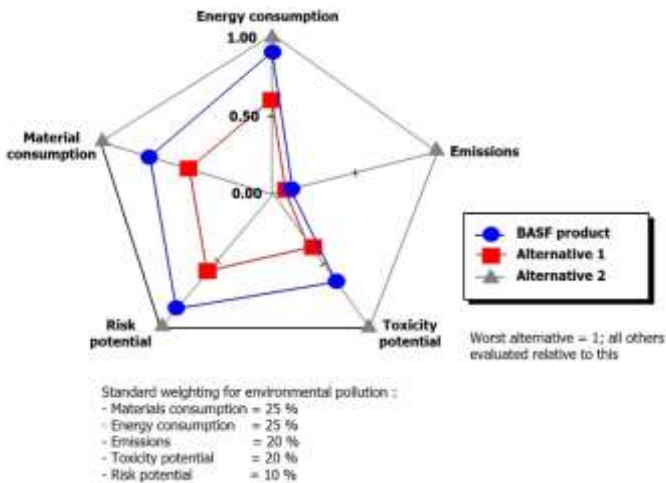 Energy consumption
1.00
Material
consumption
0.50
Emissions
0.00
BASF product
Alternative 1
Alternative 2
Risk
potential
Toxicity
potential
Worst alternative = 1; all others
evaluated relative to this
Standard weighting for environmental pollution :
- Materials consumption = 25 %
- Energy consumption = 25 %
- Emissions = 20 %
- Toxicity potential = 20 %
- Risk potential = 10 %